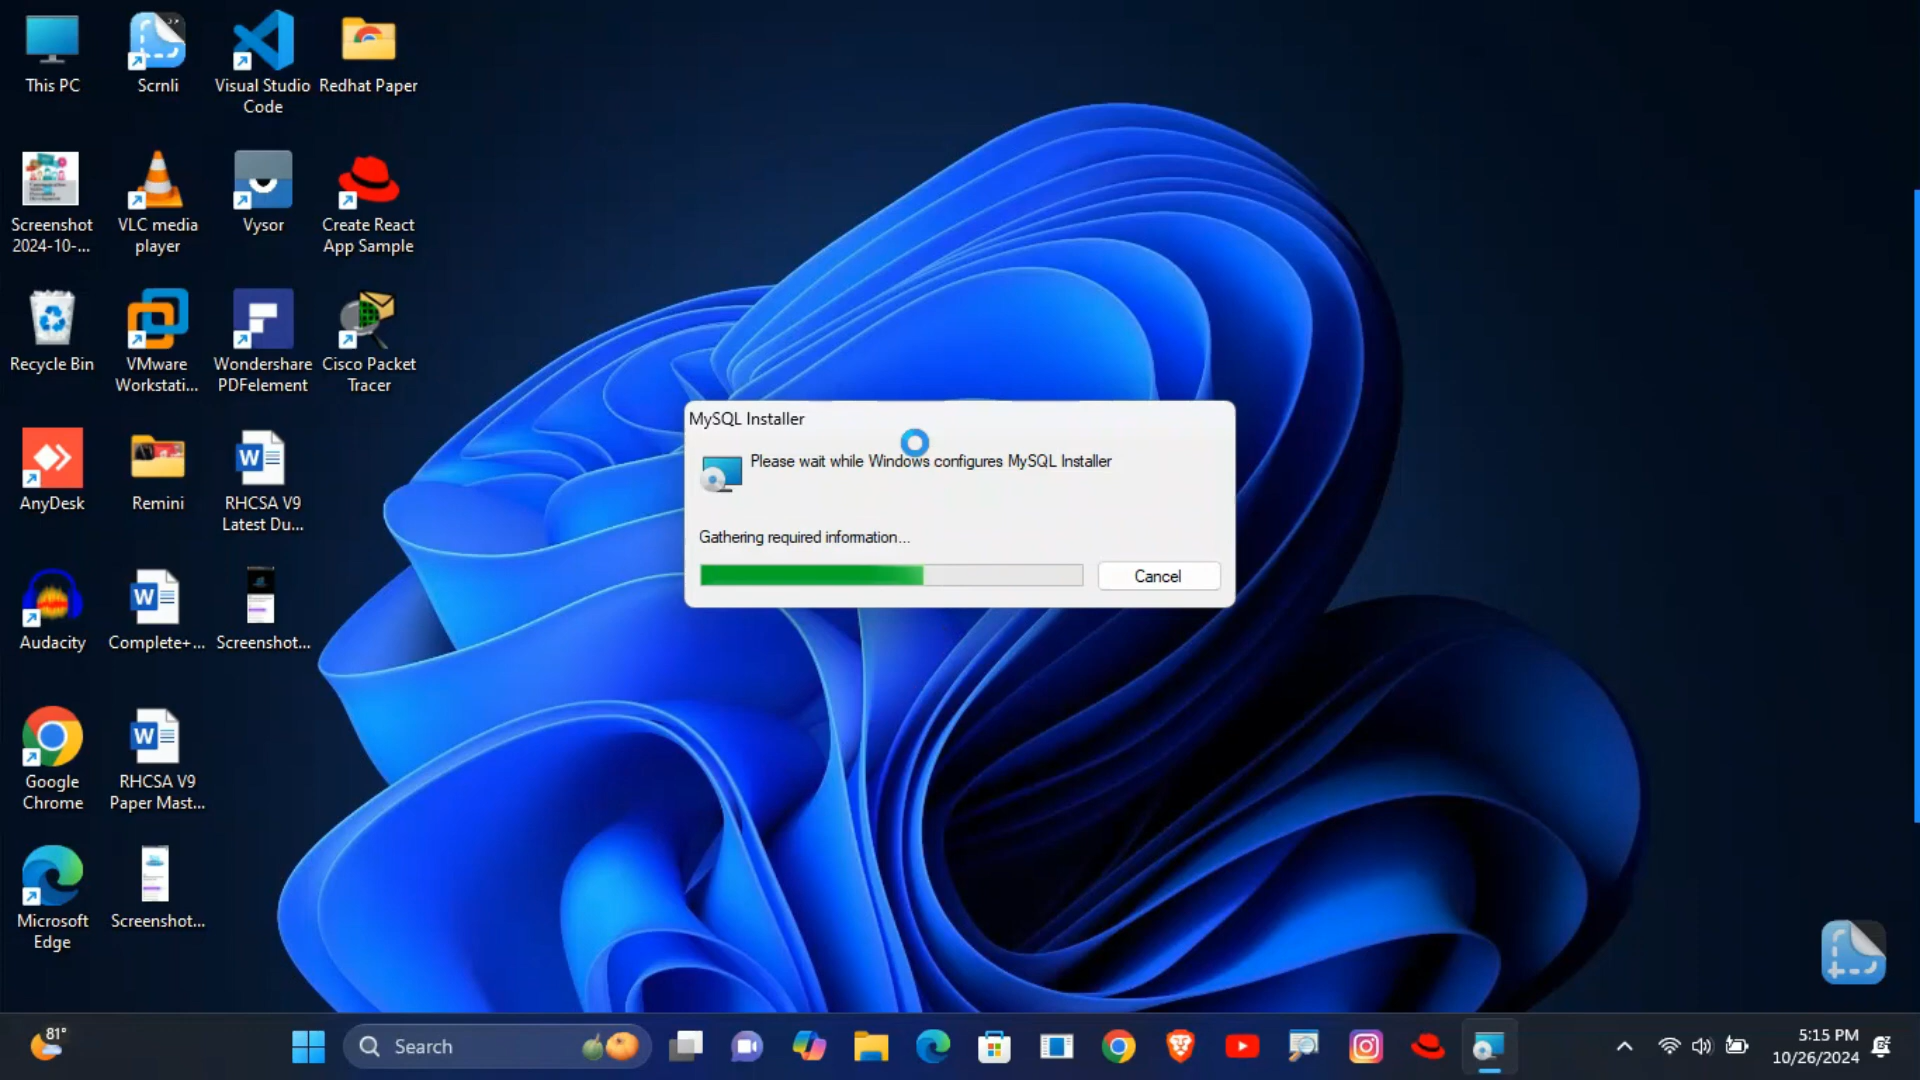 This PC
Scrnli
Visual Studio
Code
Redhat Paper
Screenshot
2024-10-...
VLC media
player
Vysor
Create React
App Sample
Recycle Bin
VMware
Workstati...
Wondershare
PDFelement
Cisco Packet
Tracer
AnyDesk
Remini
RHCSA V9
Latest Du...
Audacity
Complete+...
Screenshot...
Google
Chrome
RHCSA V9
Paper Mast...
Microsoft
Edge
Screenshot...
MySQL Installer
Please wait while Windows configures MySQL Installer
Gathering required information...
Cancel
81°
Search
5:15 PM
10/26/2024